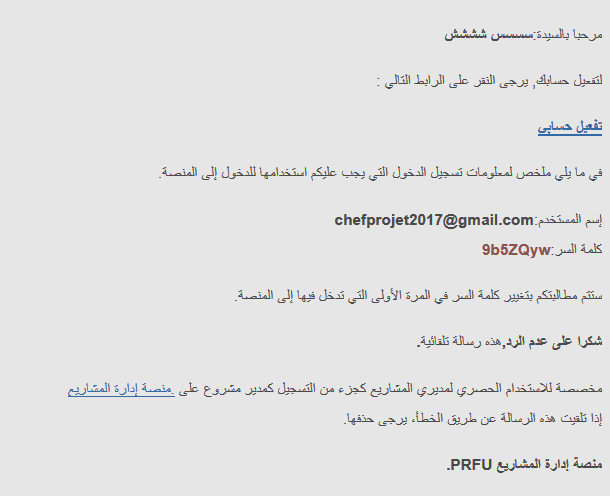 مرحبا بالسيدة:سسسس شششش
لتفعيل حسابك, يرجى النقر على الرابط التالي :
تفعيل حسابي
في ما يلي ملخص لمعلومات تسجيل الدخول التي يجب عليكم استخدامها للدخول إلى المنصة.
إسم المستخدم:chefprojet2017@gmail.com
كلمة السر:9b5ZQyw
ستتم مطالبتكم بتغيير كلمة السر في المرة الأولى التي تدخل فيها إلى المنصة.
شكرا على عدم الرد,هذه رسالة تلقائية.
مخصصة للاستخدام الحصري لمديري المشاريع كجزء من التسجيل كمدير مشروع على .منصة إدارة المشاريع
إذا تلقيت هذه الرسالة عن طريق الخطأ، يرجى حذفها.
منصة إدارة المشاريع PRFU.